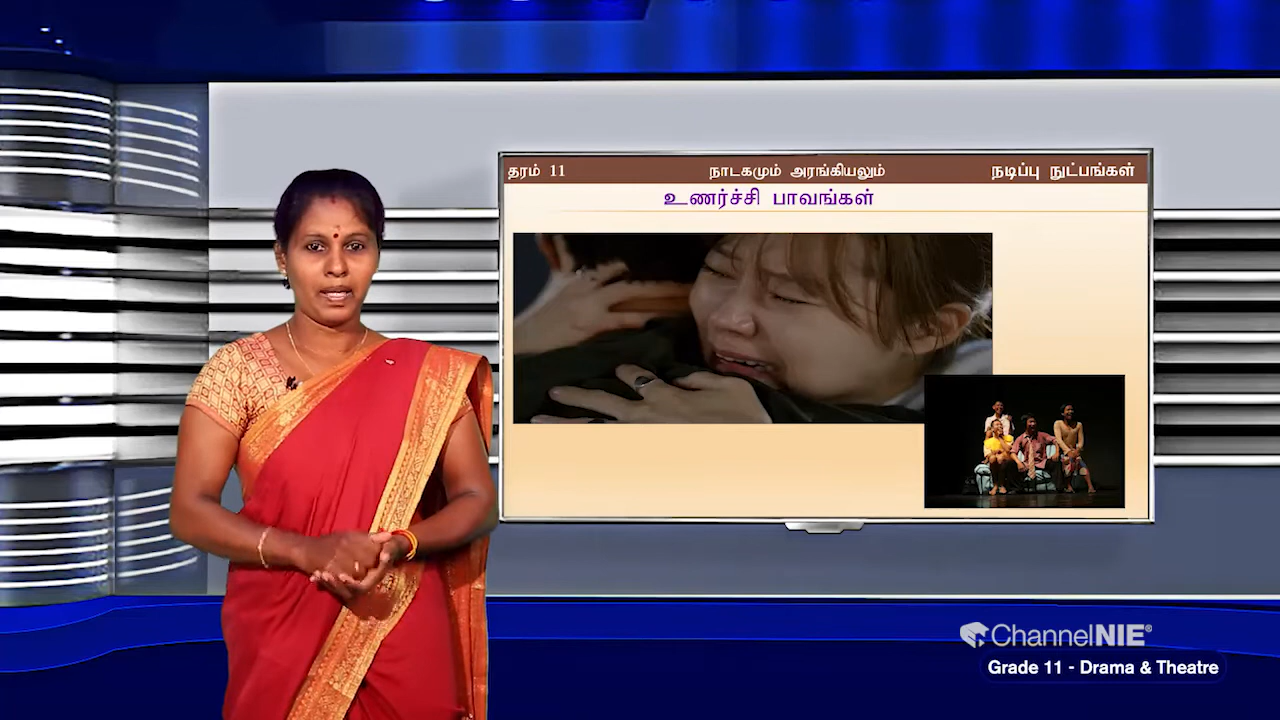 தரம் 11 நாடகமும் அரங்கியலும் நடிப்பு நுட்பங்கள்
உணர்ச்சி பாவங்கள்
ChannelNIE®
Grade 11 - Drama & Theatre